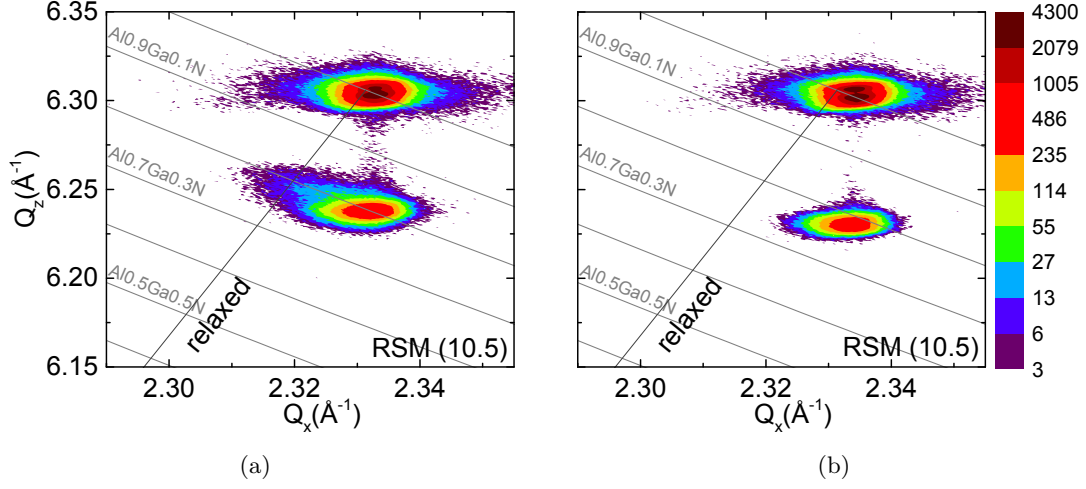 6.35
6.30
6.25
6.20
6.15
Q_z(Å⁻¹)
Al0.9Ga0.1N
Al0.7Ga0.3N
Al0.5Ga0.5N
relaxed
RSM (10.5)
2.30 2.32 2.34
Q_x(Å⁻¹)
(a)
Al0.9Ga0.1N
Al0.7Ga0.3N
Al0.5Ga0.5N
relaxed
RSM (10.5)
2.30 2.32 2.34
Q_x(Å⁻¹)
(b)
4300
2079
1005
486
235
114
55
27
13
6
3